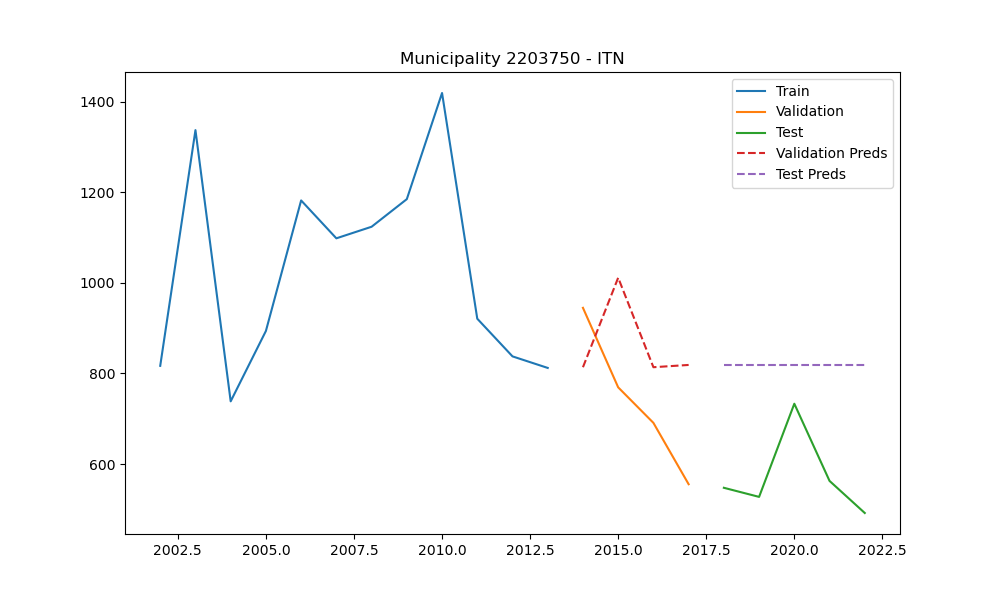 Municipality 2203750 - ITN
Train
Validation
Test
Validation Preds
Test Preds
1400
1200
1000
800
600
2002.5 2005.0 2007.5 2010.0 2012.5 2015.0 2017.5 2020.0 2022.5